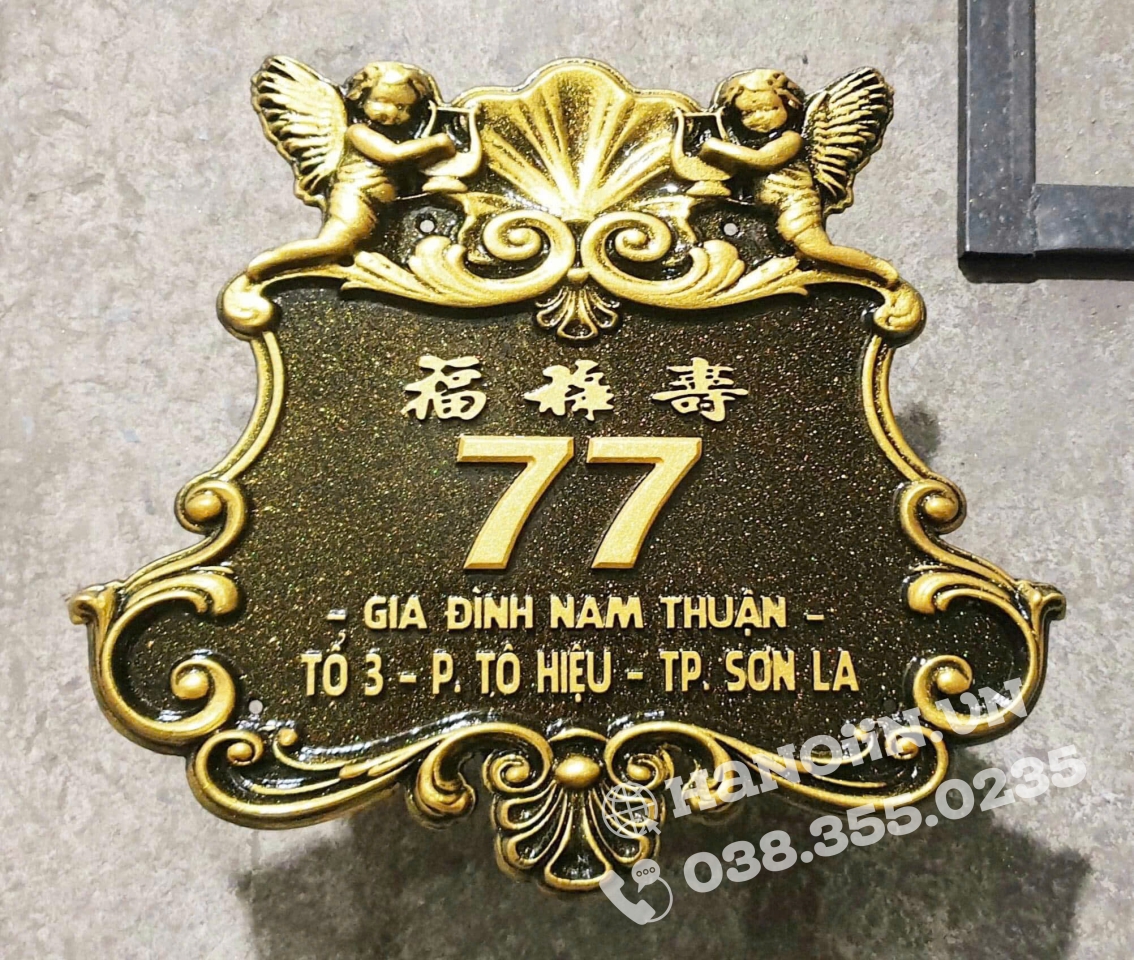 福 祿 壽
77
- GIA ĐÌNH NAM THUẬN -
TỔ 3 - P. TÔ HIỆU - TP. SƠN LA
HANOiiN.VN
038.355.0235